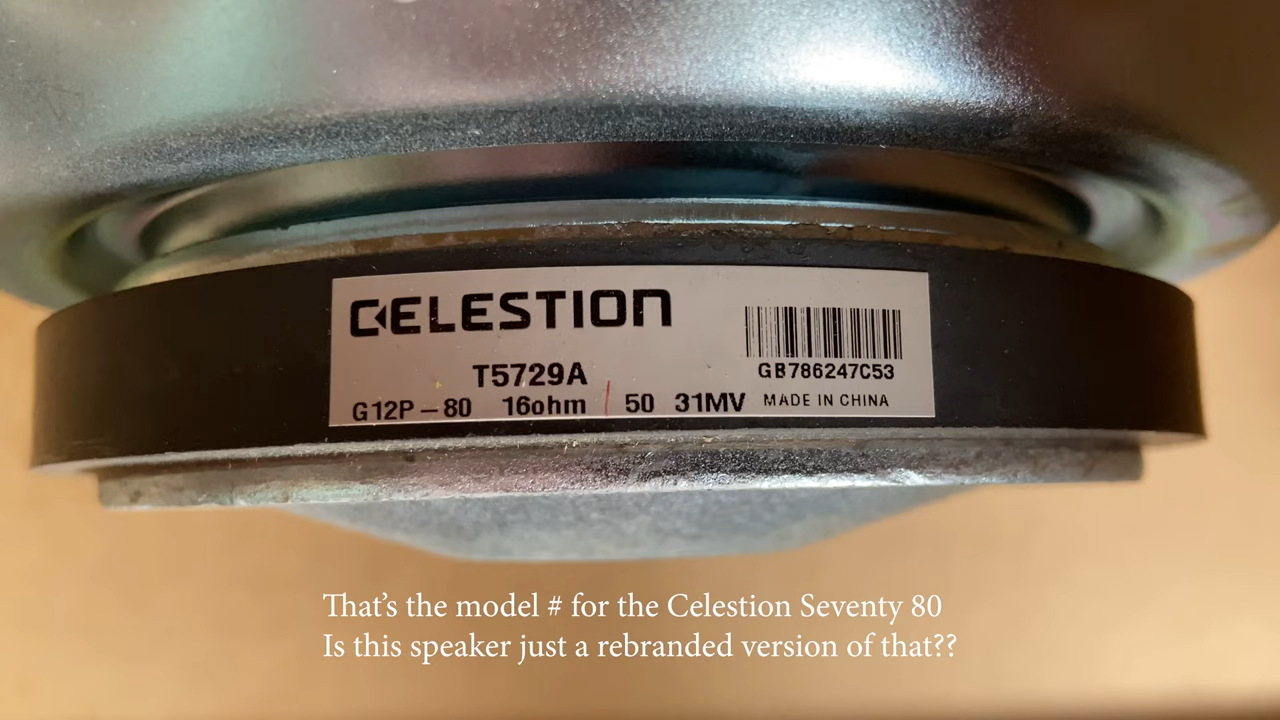 CELESTION
T5729A
G12P – 80 16ohm / 50 31MV
GB786247C53
MADE IN CHINA
That's the model # for the Celestion Seventy 80
Is this speaker just a rebranded version of that??